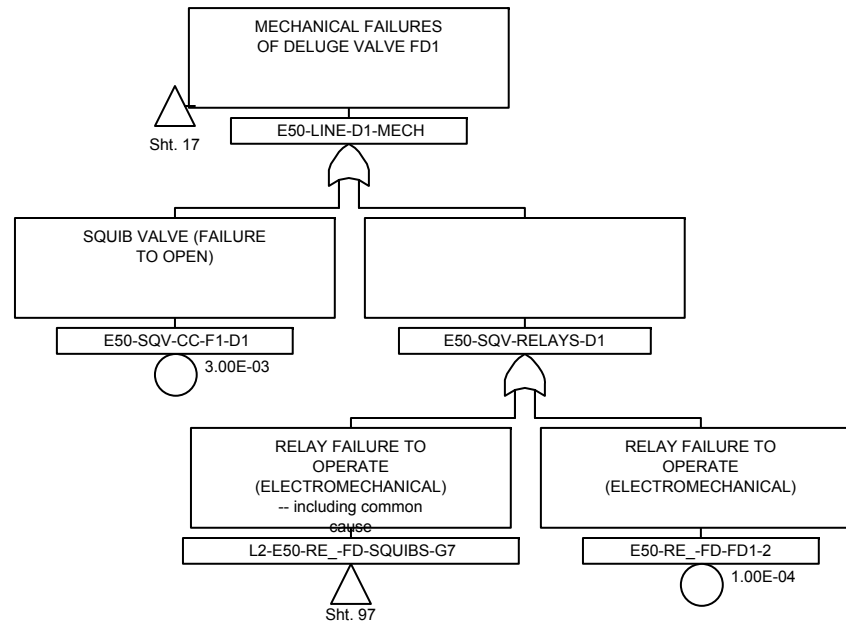 MECHANICAL FAILURES
OF DELUGE VALVE FD1
Sht. 17
E50-LINE-D1-MECH
SQUIB VALVE (FAILURE
TO OPEN)
E50-SQV-CC-F1-D1
3.00E-03
E50-SQV-RELAYS-D1
RELAY FAILURE TO
OPERATE
(ELECTROMECHANICAL)
-- including common
cause
L2-E50-RE_-FD-SQUIBS-G7
Sht. 97
RELAY FAILURE TO
OPERATE
(ELECTROMECHANICAL)
E50-RE_-FD-FD1-2
1.00E-04